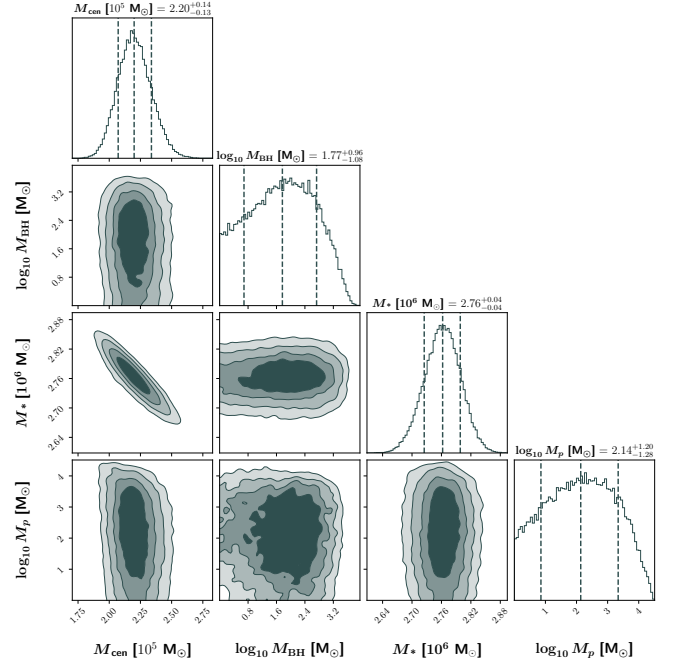 M_cen [10^5 M_⊙] = 2.20^{+0.14}_{-0.13}
log_10 M_BH [M_⊙] = 1.77^{+0.96}_{-1.08}
3.2
2.4
1.6
0.8
log_10 M_BH [M_⊙]
M_* [10^6 M_⊙] = 2.76^{+0.04}_{-0.04}
2.88
2.82
2.76
2.70
2.64
M_* [10^6 M_⊙]
log_10 M_p [M_⊙] = 2.14^{+1.20}_{-1.28}
4
3
2
1
log_10 M_p [M_⊙]
1.75 2.00 2.25 2.50 2.75
0.8 1.6 2.4 3.2
2.64 2.70 2.76 2.82 2.88
1 2 3 4
M_cen [10^5 M_⊙]
log_10 M_BH [M_⊙]
M_* [10^6 M_⊙]
log_10 M_p [M_⊙]